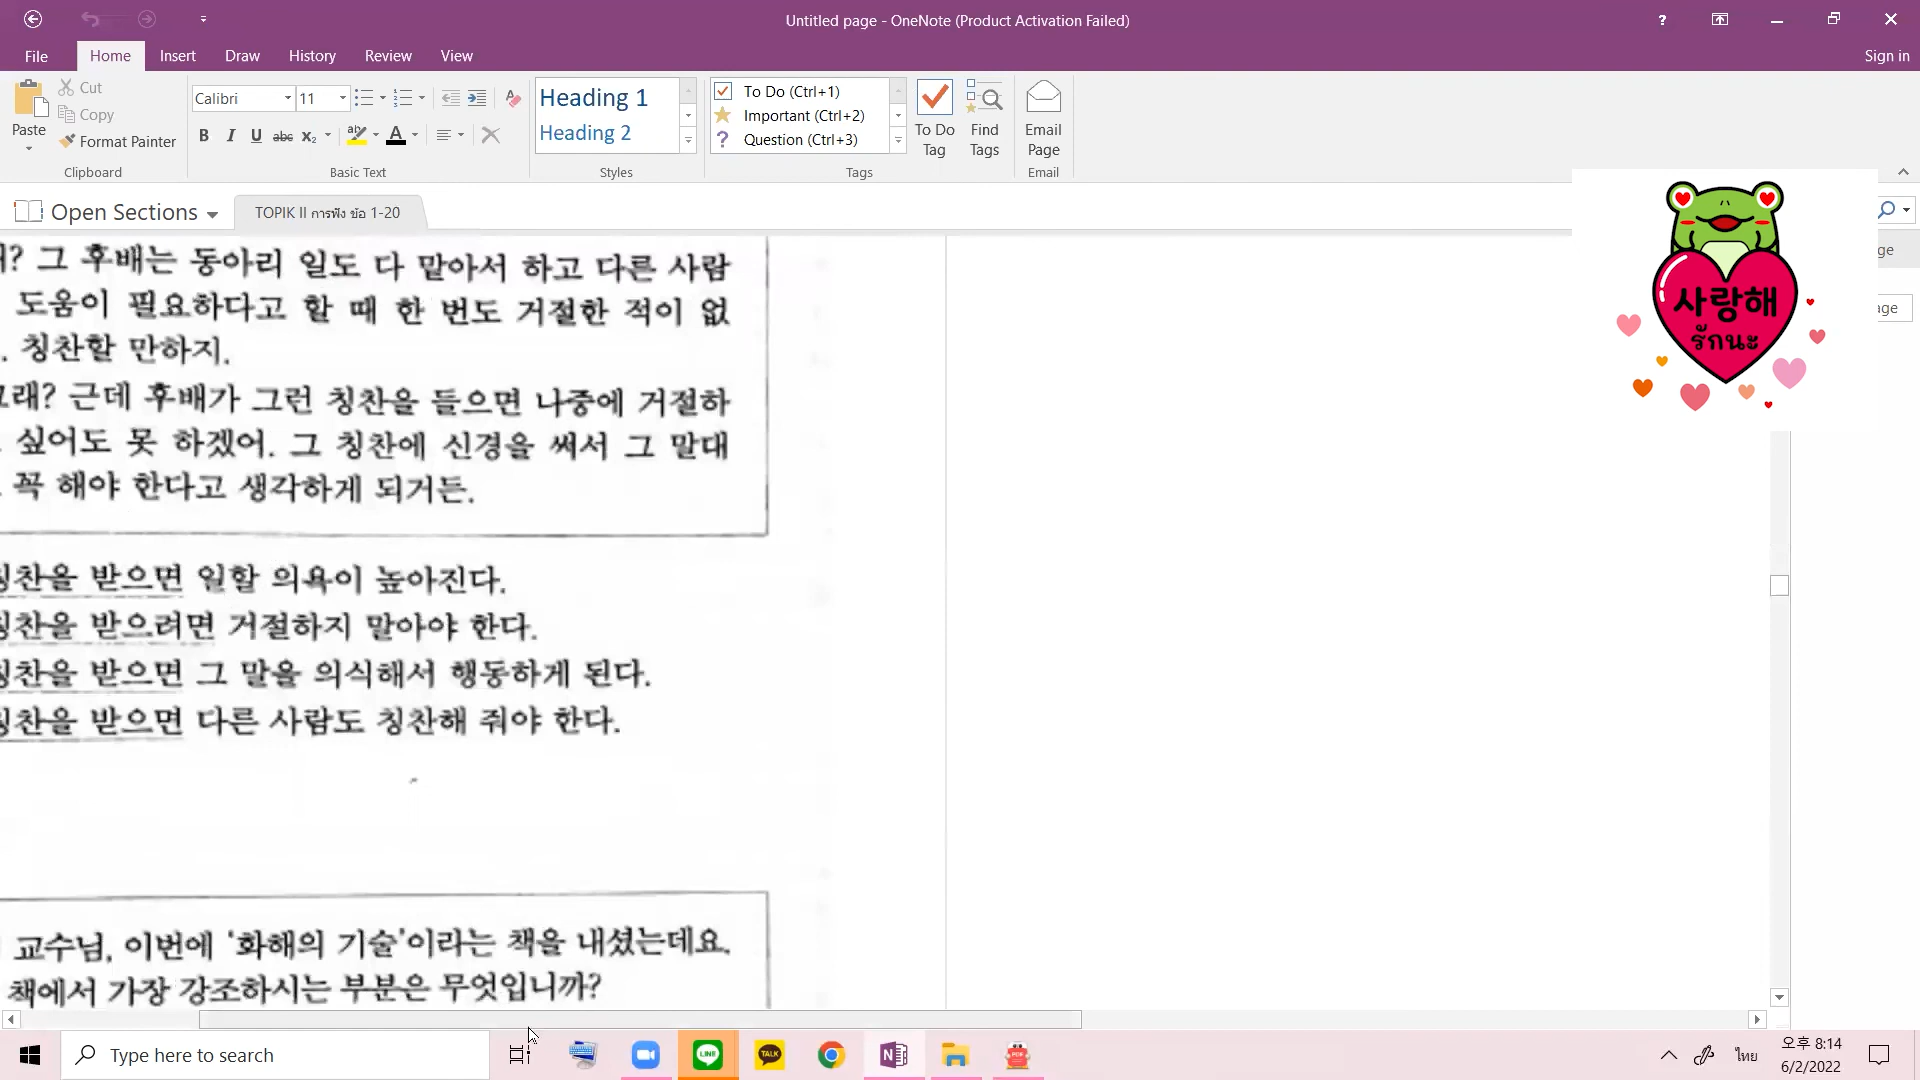 Untitled page - OneNote (Product Activation Failed)
File Home Insert Draw History Review View
Sign in
Paste
Cut
Copy
Format Painter
Clipboard
Calibri 11
B I U abc X₂
Basic Text
Heading 1
Heading 2
Styles
To Do (Ctrl+1)
Important (Ctrl+2)
Question (Ctrl+3)
Tags
To Do Tag
Find Tags
Email Page
Email
Open Sections
TOPIK II การฟัง ข้อ 1-20
? 그 후배는 동아리 일도 다 맡아서 하고 다른 사람
도움이 필요하다고 할 때 한 번도 거절한 적이 없
. 칭찬할 만하지.
그래? 근데 후배가 그런 칭찬을 들으면 나중에 거절하
싶어도 못 하겠어. 그 칭찬에 신경을 써서 그 말대
꼭 해야 한다고 생각하게 되거든.
칭찬을 받으면 일할 의욕이 높아진다.
칭찬을 받으려면 거절하지 말아야 한다.
칭찬을 받으면 그 말을 의식해서 행동하게 된다.
칭찬을 받으면 다른 사람도 칭찬해 줘야 한다.
교수님, 이번에 '화해의 기술'이라는 책을 내셨는데요.
책에서 가장 강조하시는 부분은 무엇입니까?
사랑해
รักนะ
ge
age
Type here to search
LINE
TALK
N
PDF
ไทย
오후 8:14
6/2/2022